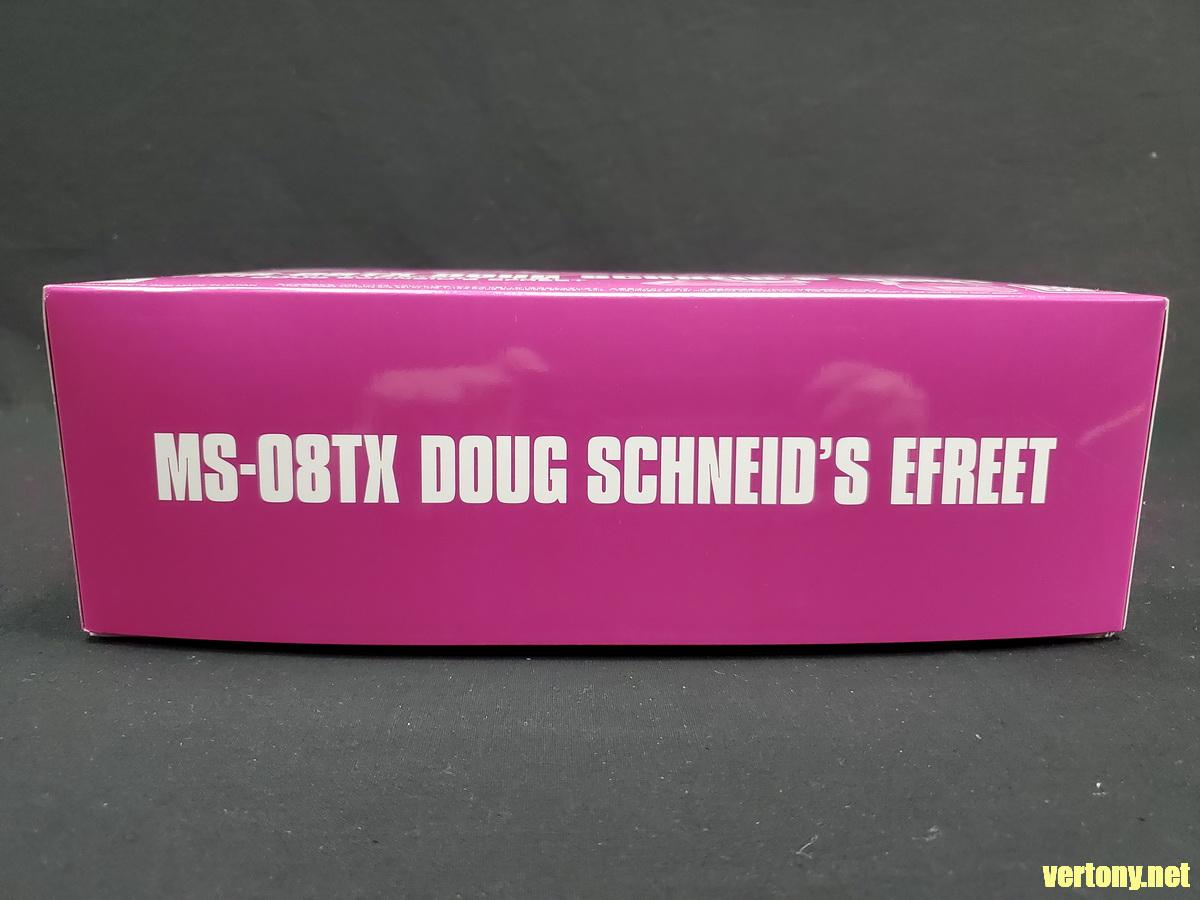 MS-08TX DOUG SCHNEID'S EFREET
vertony.net